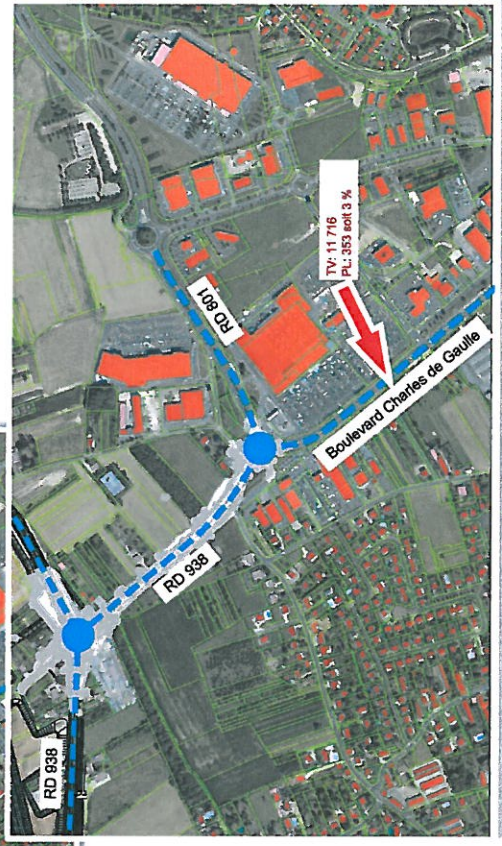 RD 938
RD 938
RD 801
TV: 11 716
PL: 353 soit 3 %
Boulevard Charles de Gaulle